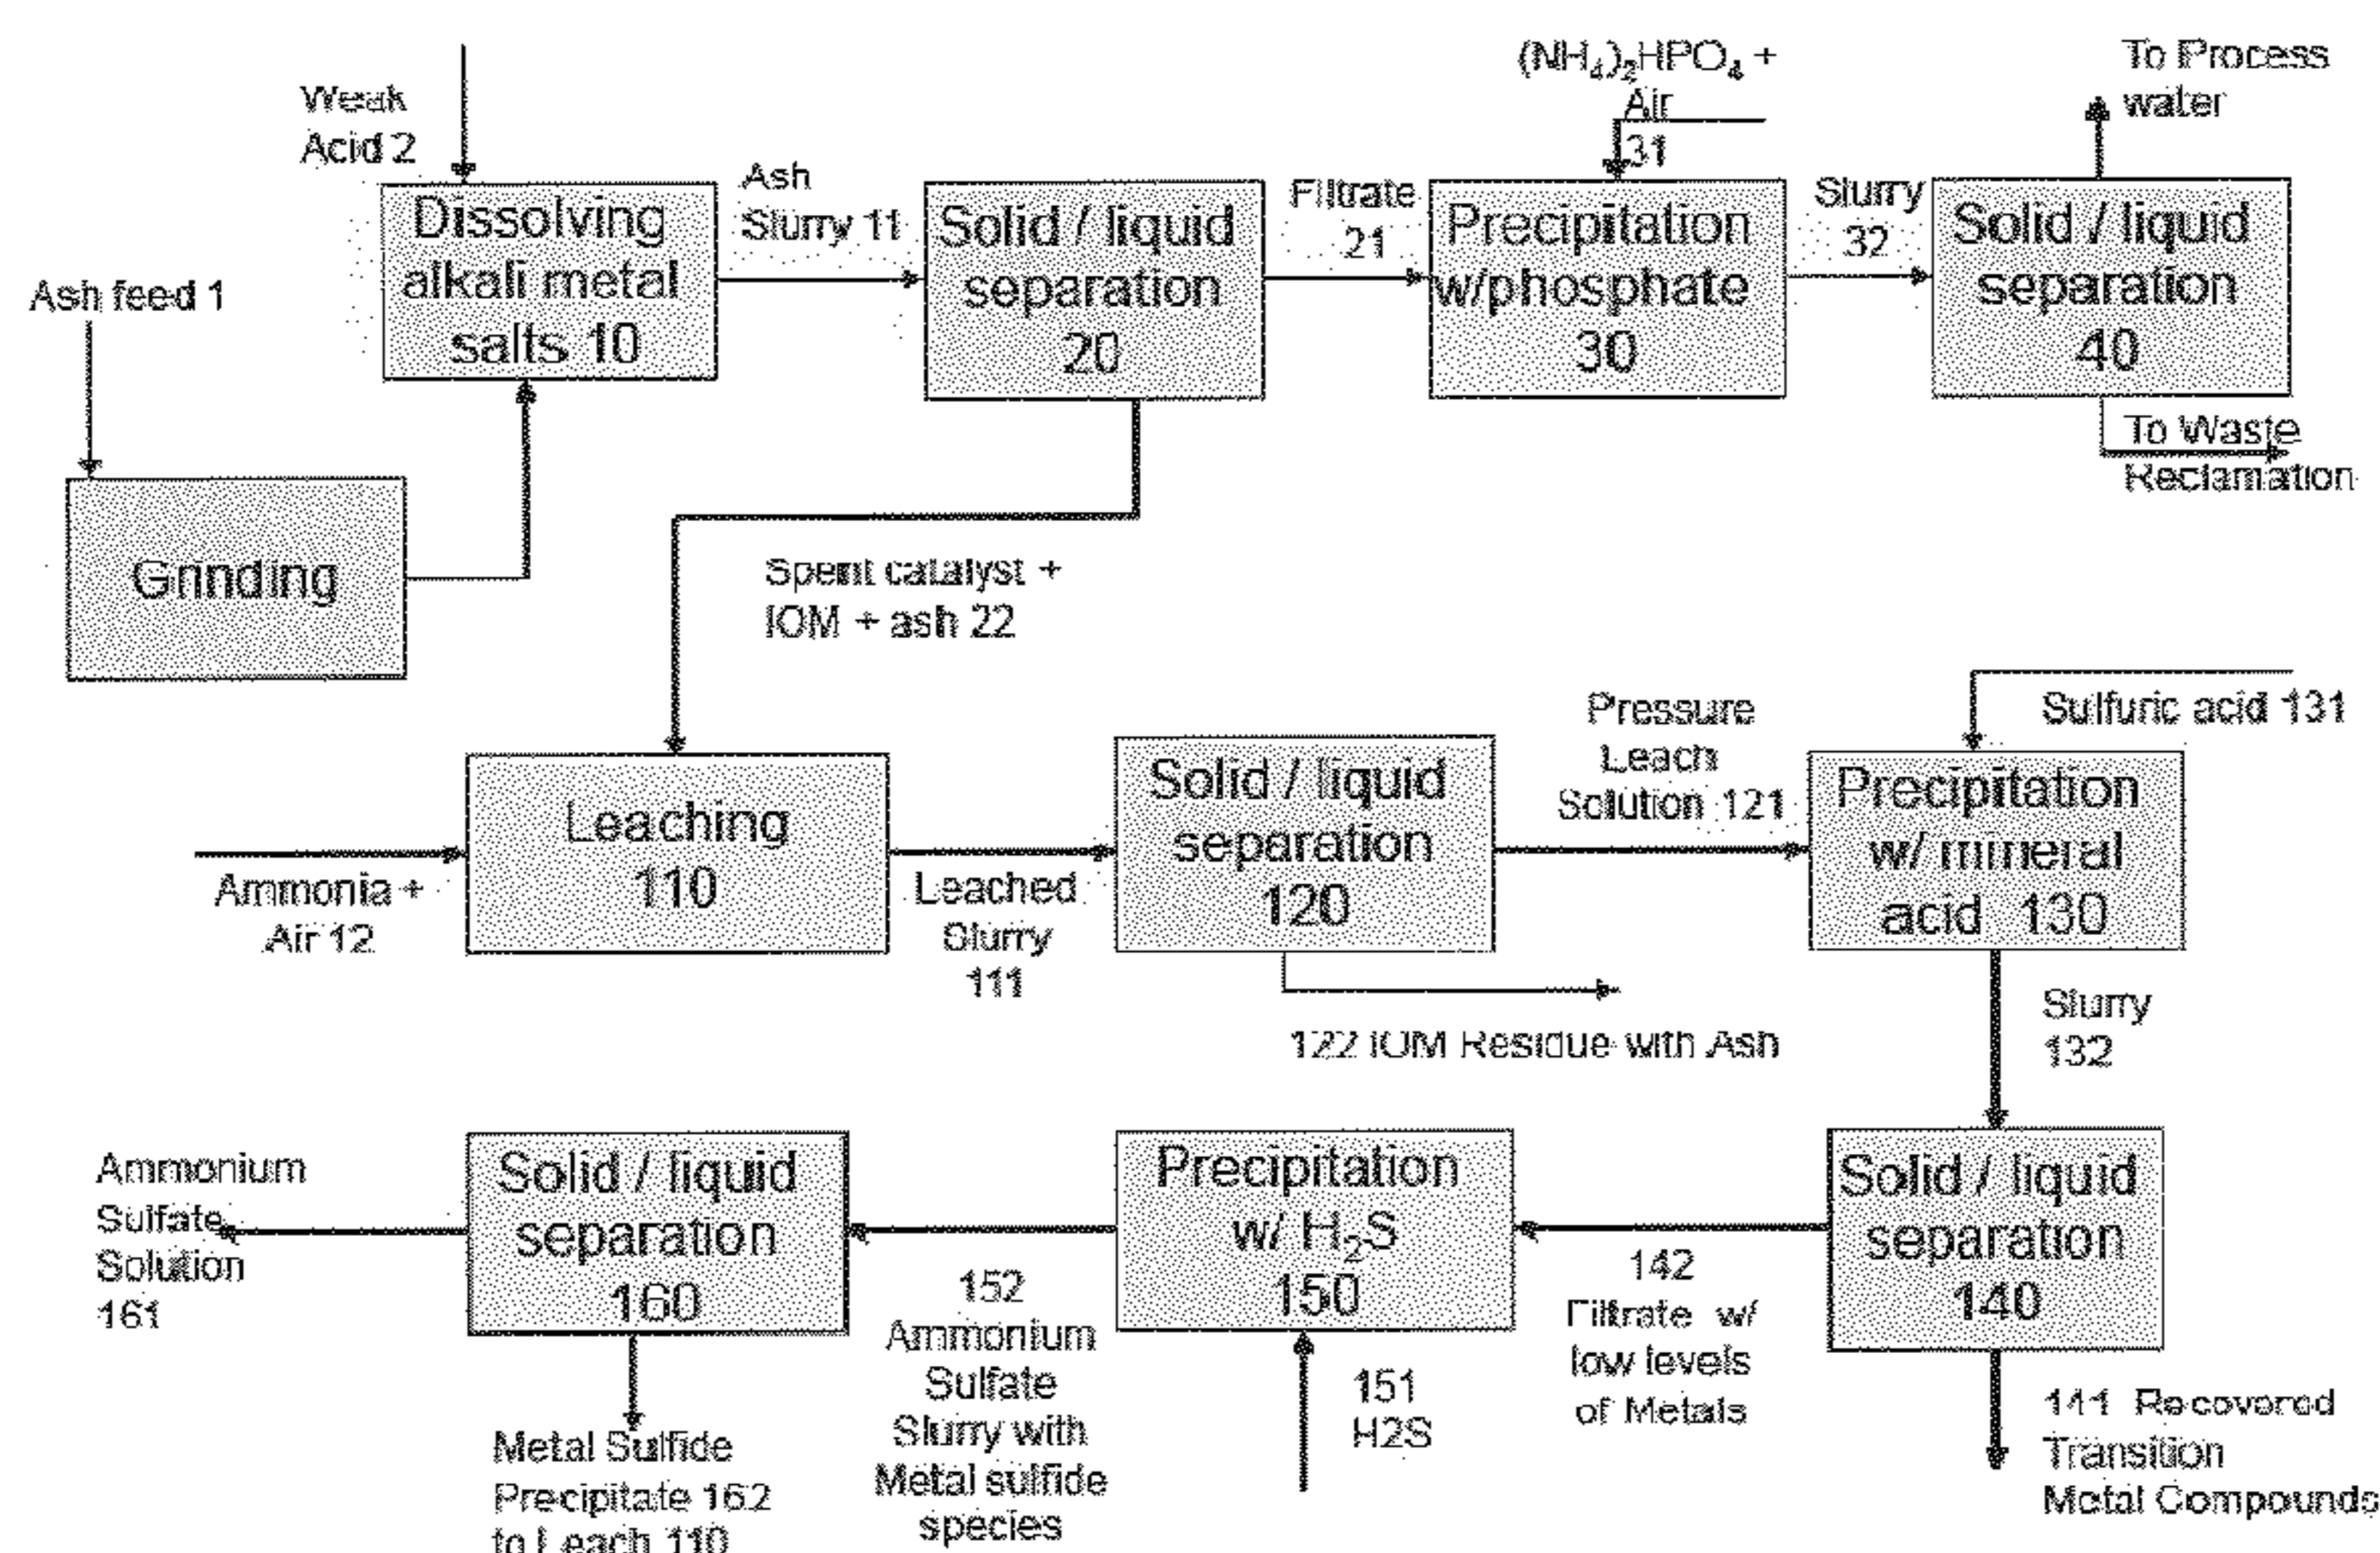 Weak
Acid 2
Ash feed 1
Dissolving
alkali metal
salts 10
Ash
Slurry 11
Solid / liquid
separation
20
Filtrate
21
(NH₄)₂HPO₄ +
Air
31
Precipitation
w/phosphate
30
Slurry
32
Solid / liquid
separation
40
To Process
water
To Waste
Reclamation
Grinding
Spent catalyst +
IOM + ash 22
Ammonia +
Air 12
Leaching
110
Leached
Slurry
111
Solid / liquid
separation
120
122 IOM Residue with Ash
Pressure
Leach
Solution 121
Sulfuric acid 131
Precipitation
w/ mineral
acid 130
Slurry
132
Solid / liquid
separation
140
141 Recovered
Transition
Metal Compounds
142
Filtrate w/
low levels
of Metals
Precipitation
w/ H₂S
150
151
H2S
152
Ammonium
Sulfate
Slurry with
Metal sulfide
species
Solid / liquid
separation
160
Ammonium
Sulfate
Solution
161
Metal Sulfide
Precipitate 162
to Leach 110